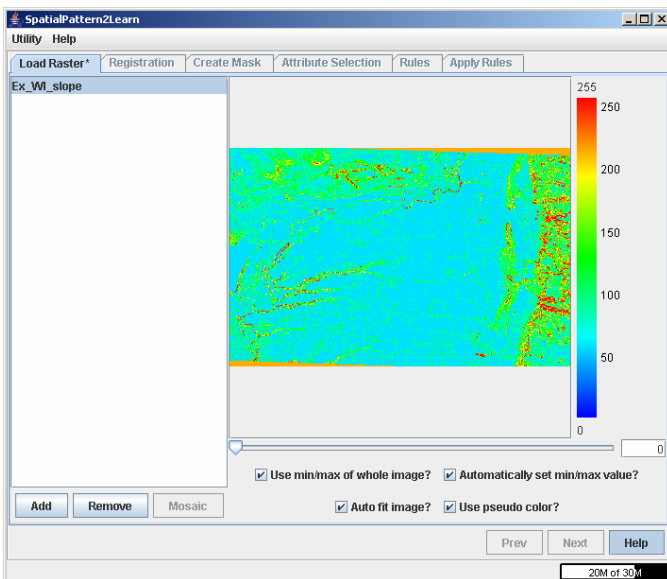 SpatialPattern2Learn
Utility Help
Load Raster* Registration Create Mask Attribute Selection Rules Apply Rules
Ex_WI_slope
255
250
200
150
100
50
0
0
Use min/max of whole image? Automatically set min/max value?
Auto fit image? Use pseudo color?
Add Remove Mosaic
Prev Next Help
20M of 30M